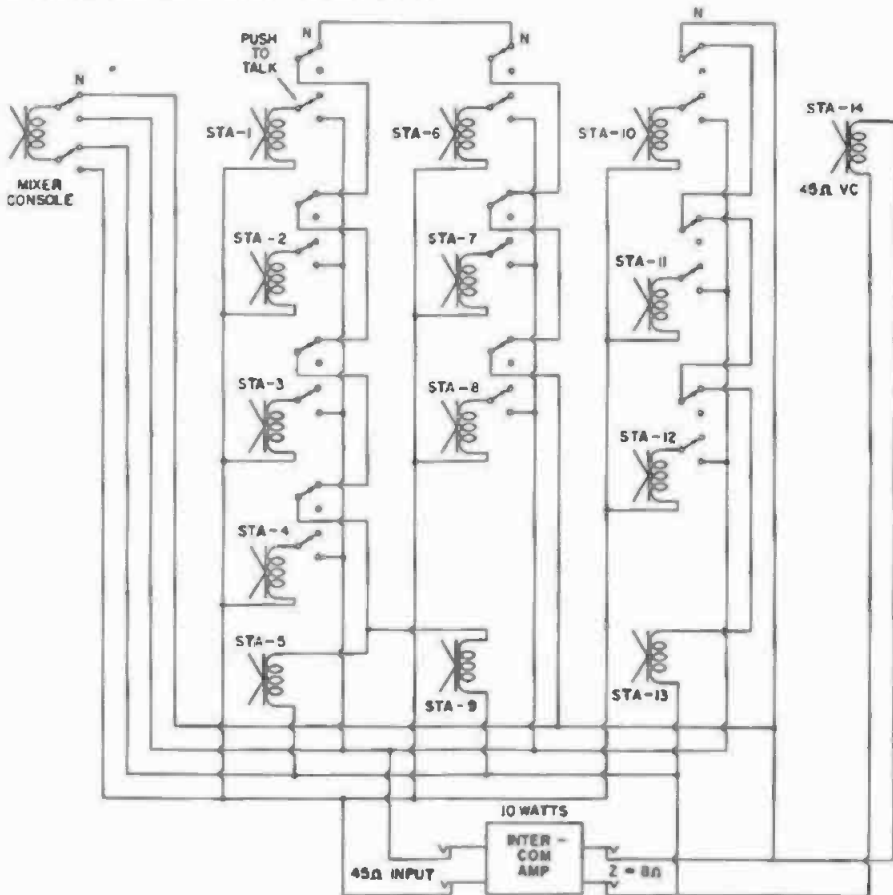 N
N
N
PUSH
TO
TALK
N
STA-1
STA-6
STA-10
STA-14
MIXER
CONSOLE
45Ω VC
STA-2
STA-7
STA-11
STA-3
STA-8
STA-12
STA-4
STA-5
STA-9
STA-13
10 WATTS
INTER-
COM
AMP
45Ω INPUT
Z = 8Ω